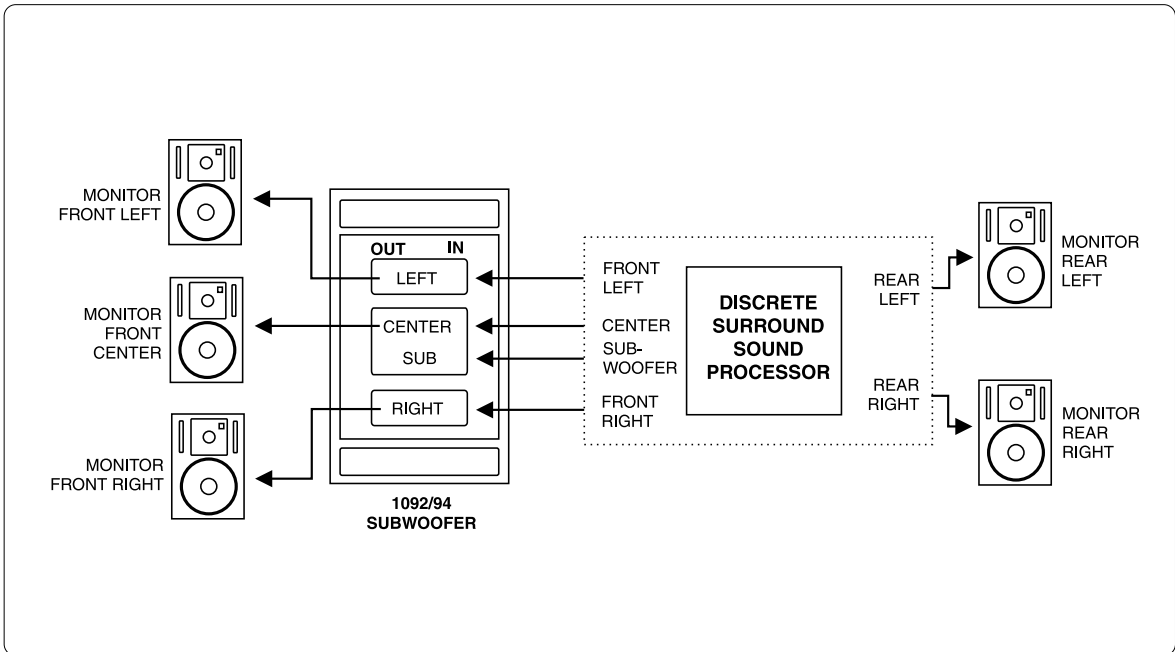 MONITOR
FRONT LEFT
MONITOR
FRONT
CENTER
MONITOR
FRONT RIGHT
OUT IN
LEFT
CENTER
SUB
RIGHT
1092/94
SUBWOOFER
FRONT
LEFT
CENTER
SUB-
WOOFER
FRONT
RIGHT
DISCRETE
SURROUND
SOUND
PROCESSOR
REAR
LEFT
REAR
RIGHT
MONITOR
REAR
LEFT
MONITOR
REAR
RIGHT